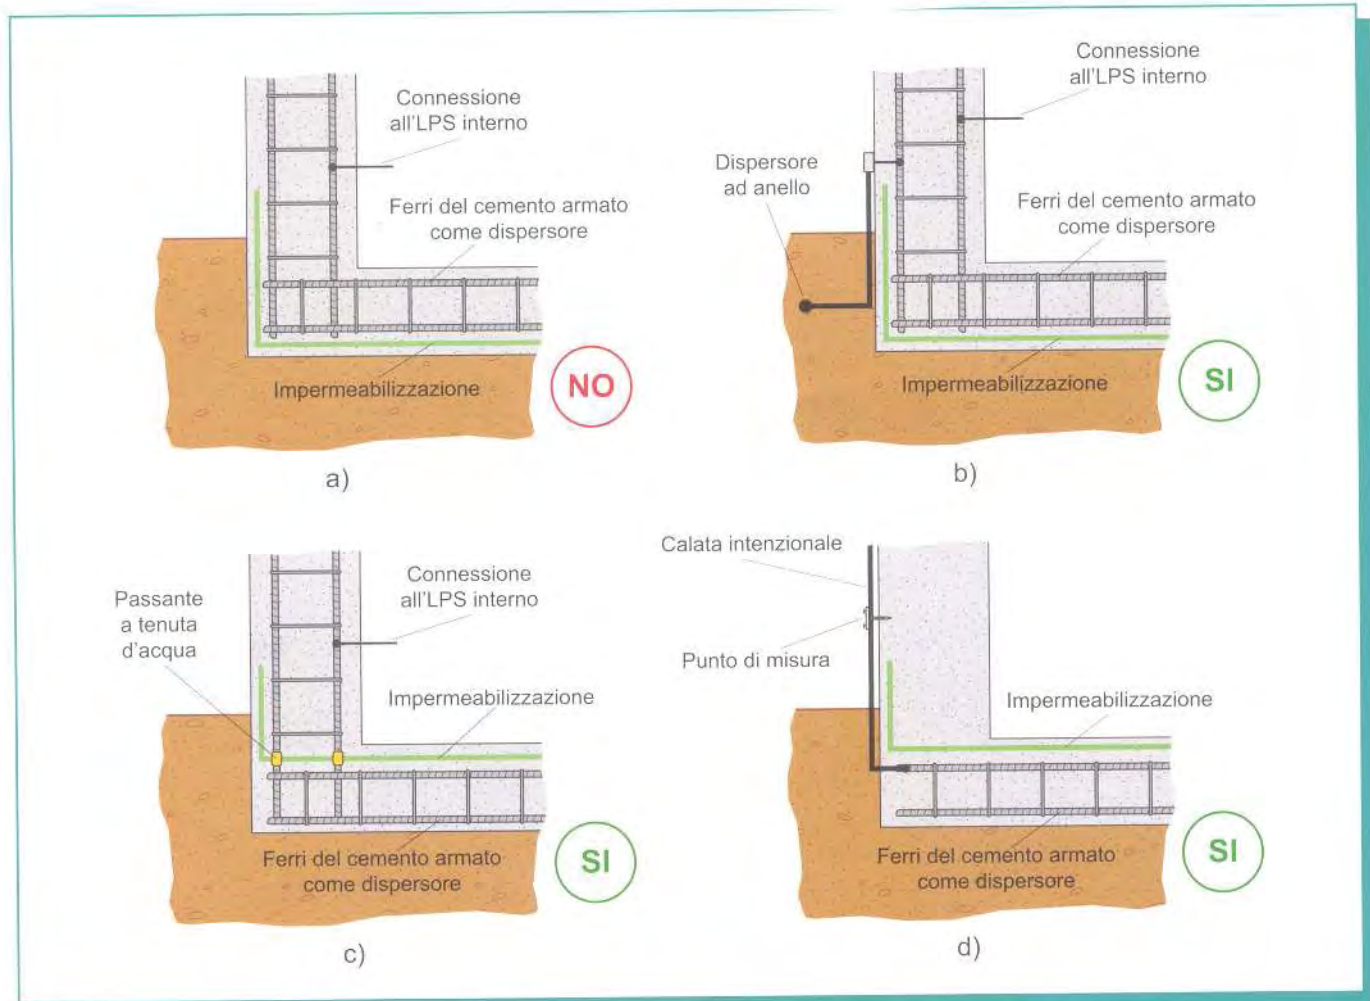 Connessione
all'LPS interno
Ferri del cemento armato
come dispersore
Impermeabilizzazione
NO
a)
Connessione
all'LPS interno
Dispersore
ad anello
Ferri del cemento armato
come dispersore
Impermeabilizzazione
SI
b)
Passante
a tenuta
d'acqua
Connessione
all'LPS interno
Impermeabilizzazione
Ferri del cemento armato
come dispersore
SI
c)
Calata intenzionale
Punto di misura
Impermeabilizzazione
Ferri del cemento armato
come dispersore
SI
d)